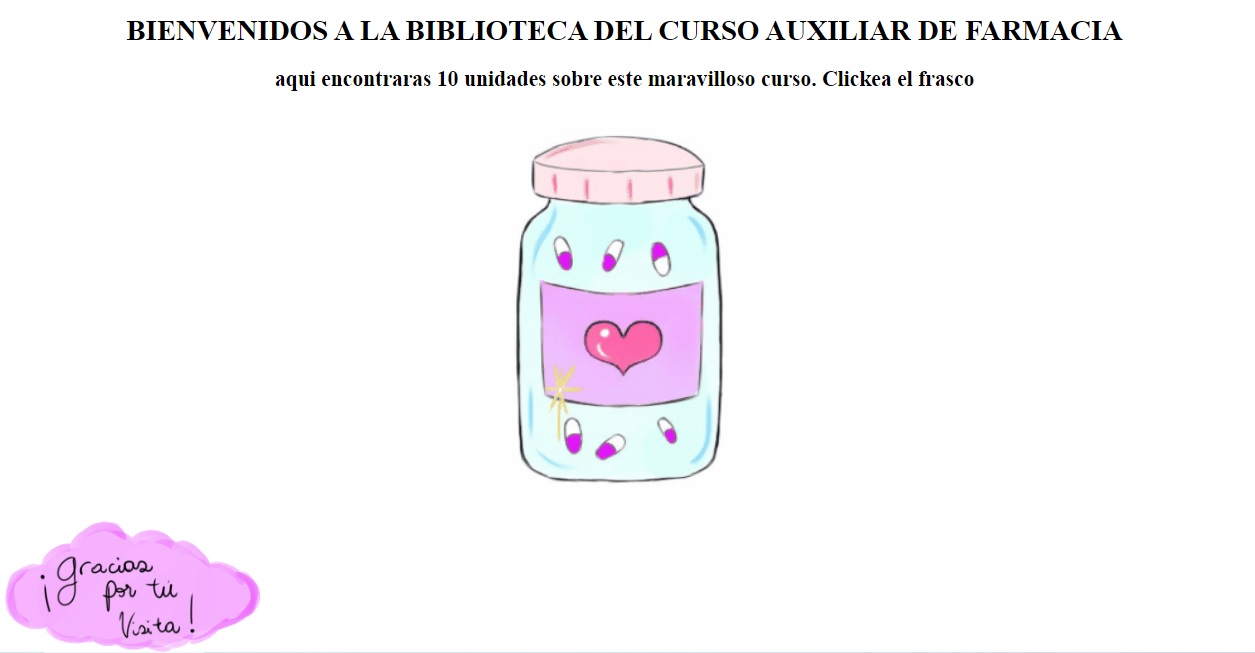 BIENVENIDOS A LA BIBLIOTECA DEL CURSO AUXILIAR DE FARMACIA
aqui encontraras 10 unidades sobre este maravilloso curso. Clickea el frasco
¡gracias
por tú
Visita!